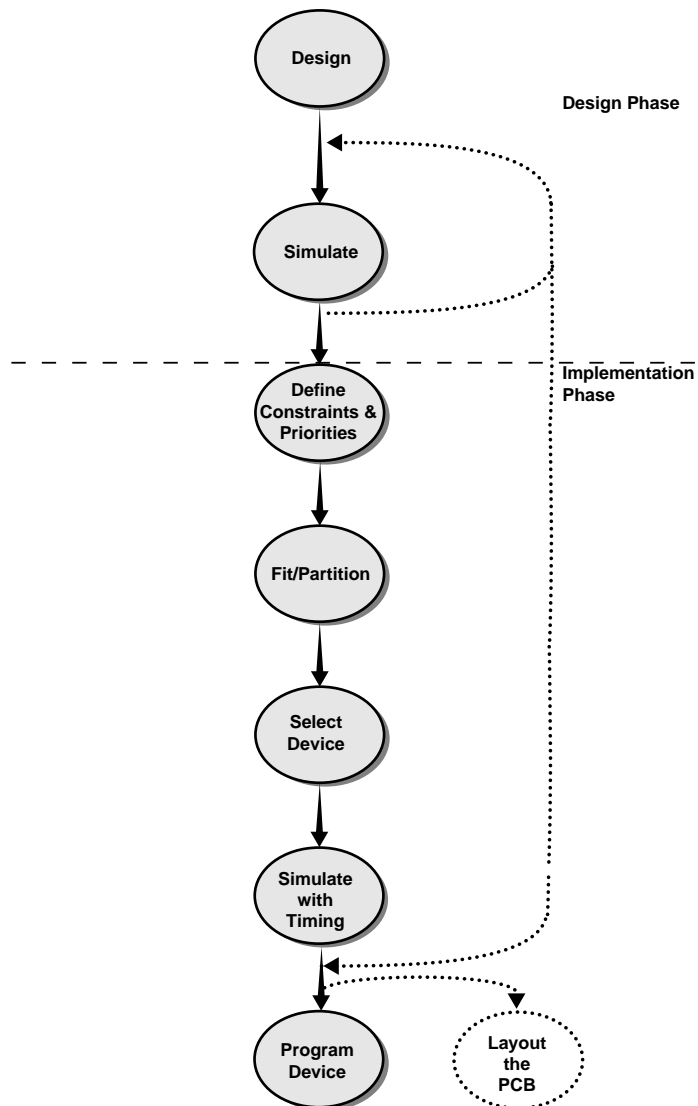 Design
Design Phase
Simulate
Implementation
Phase
Define
Constraints &
Priorities
Fit/Partition
Select
Device
Simulate
with
Timing
Program
Device
Layout
the
PCB